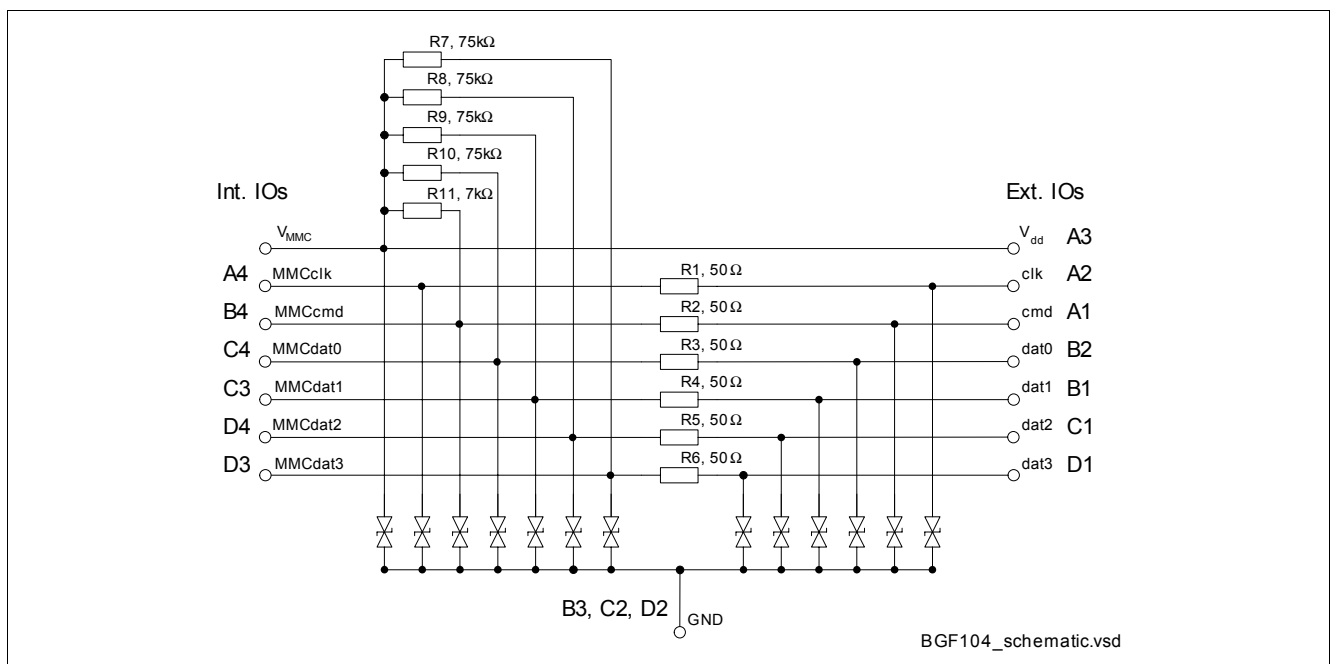 R7, 75kΩ
R8, 75kΩ
R9, 75kΩ
R10, 75kΩ
R11, 7kΩ
Int. IOs
Ext. IOs
VMMC
Vdd A3
A4 MMCclk
R1, 50Ω
clk A2
B4 MMCcmd
R2, 50Ω
cmd A1
C4 MMCdat0
R3, 50Ω
dat0 B2
C3 MMCdat1
R4, 50Ω
dat1 B1
D4 MMCdat2
R5, 50Ω
dat2 C1
D3 MMCdat3
R6, 50Ω
dat3 D1
B3, C2, D2
GND
BGF104_schematic.vsd